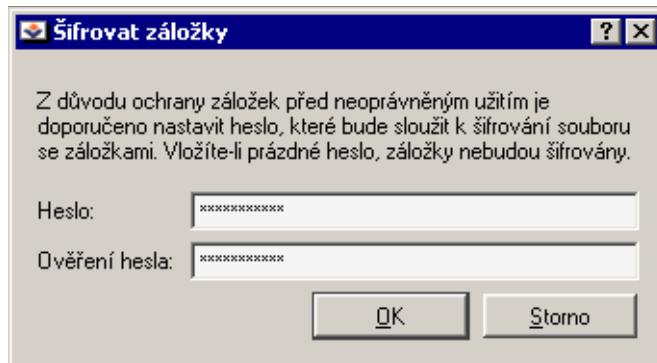 Šifrovat záložky
Z důvodu ochrany záložek před neoprávněným užitím je
doporučeno nastavit heslo, které bude sloužit k šifrování souboru
se záložkami. Vložíte-li prázdné heslo, záložky nebudou šifrovány.
Heslo: ***********
Ověření hesla: ***********
OK Storno